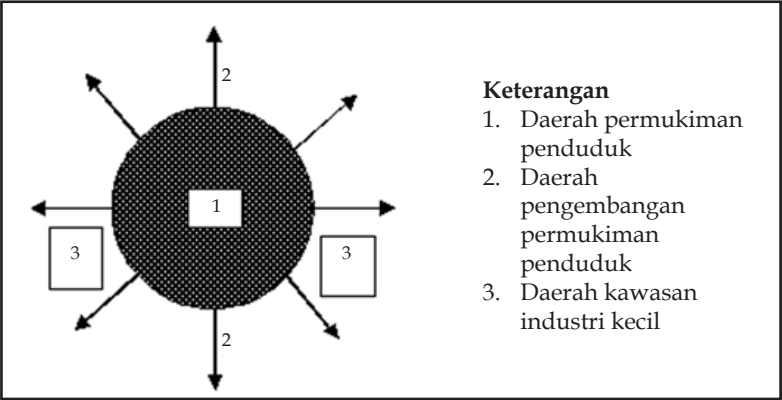 2
1
3
3
2
Keterangan
1. Daerah permukiman
penduduk
2. Daerah
pengembangan
permukiman
penduduk
3. Daerah kawasan
industri kecil